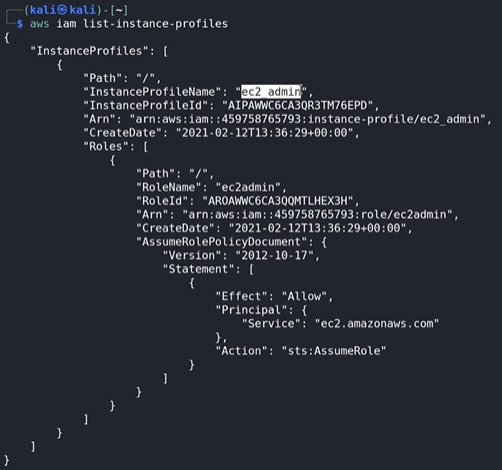 ┌──(kali㉿kali)-[~]
└─$ aws iam list-instance-profiles
{
    "InstanceProfiles": [
        {
            "Path": "/",
            "InstanceProfileName": "ec2_admin",
            "InstanceProfileId": "AIPAWWC6CA3QR3TM76EPD",
            "Arn": "arn:aws:iam::459758765793:instance-profile/ec2_admin",
            "CreateDate": "2021-02-12T13:36:29+00:00",
            "Roles": [
                {
                    "Path": "/",
                    "RoleName": "ec2admin",
                    "RoleId": "AROAWWC6CA3QQMTLHEX3H",
                    "Arn": "arn:aws:iam::459758765793:role/ec2admin",
                    "CreateDate": "2021-02-12T13:36:29+00:00",
                    "AssumeRolePolicyDocument": {
                        "Version": "2012-10-17",
                        "Statement": [
                            {
                                "Effect": "Allow",
                                "Principal": {
                                    "Service": "ec2.amazonaws.com"
                                },
                                "Action": "sts:AssumeRole"
                            }
                        ]
                    }
                }
            ]
        }
    ]
}